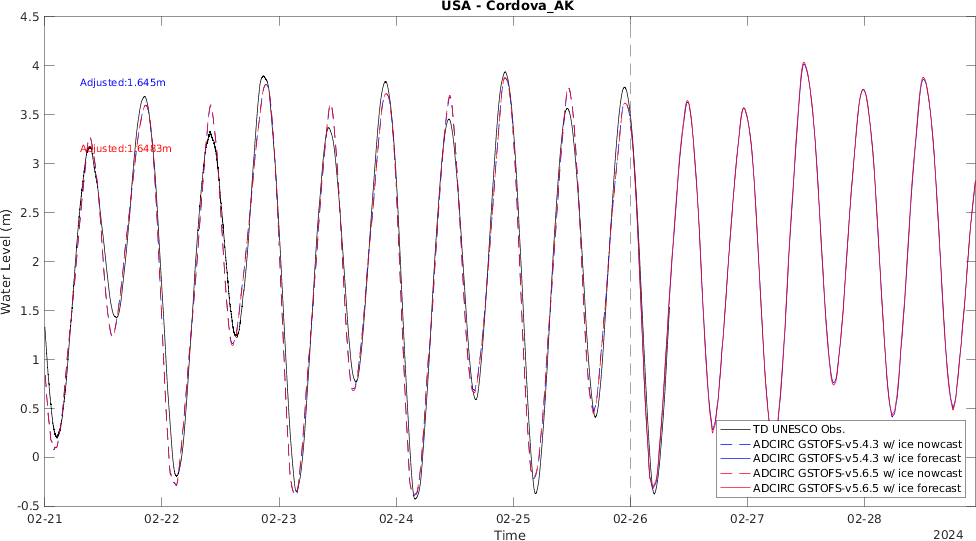 USA - Cordova_AK
4.5
4
3.5
3
2.5
2
1.5
1
0.5
0
-0.5
Water Level (m)
Adjusted:1.645m
Adjusted:1.6483m
TD UNESCO Obs.
ADCIRC GSTOFS-v5.4.3 w/ ice nowcast
ADCIRC GSTOFS-v5.4.3 w/ ice forecast
ADCIRC GSTOFS-v5.6.5 w/ ice nowcast
ADCIRC GSTOFS-v5.6.5 w/ ice forecast
02-21 02-22 02-23 02-24 02-25 02-26 02-27 02-28
Time
2024